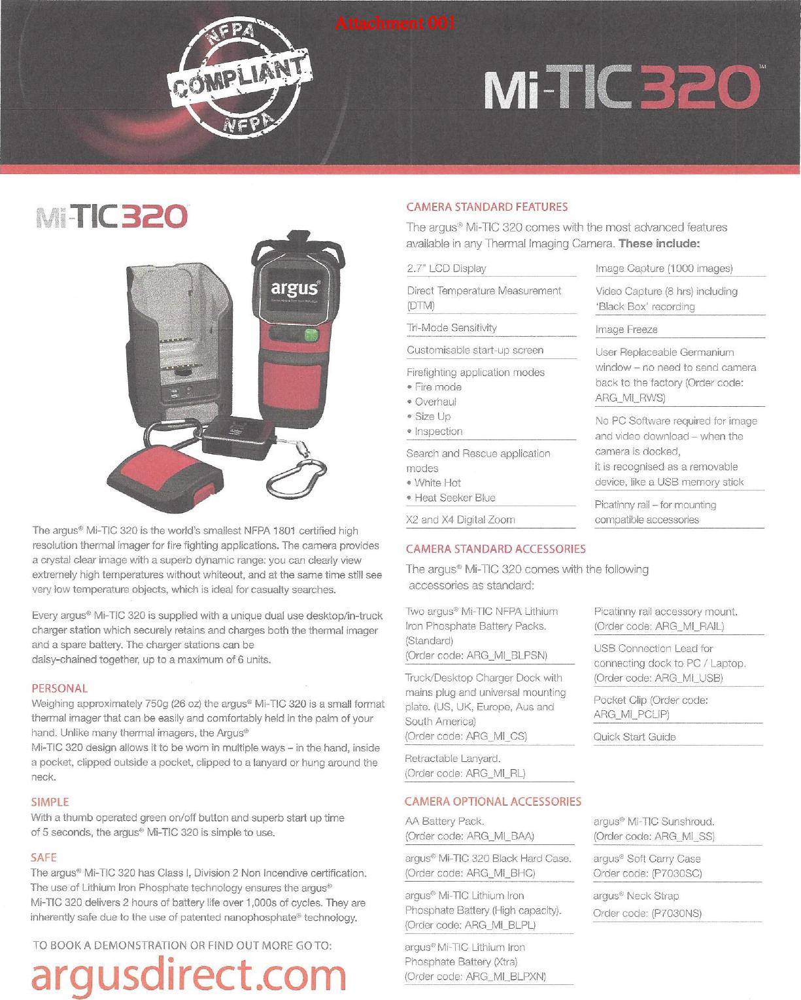 Attachment 001
NFPA
COMPLIANT
NFPA
Mi-TIC320™
Mi-TIC320
argus®
The argus® Mi-TIC 320 is the world's smallest NFPA 1801 certified high
resolution thermal imager for fire fighting applications. The camera provides
a crystal clear image with a superb dynamic range: you can clearly view
extremely high temperatures without whiteout, and at the same time still see
very low temperature objects, which is ideal for casualty searches.
Every argus® Mi-TIC 320 is supplied with a unique dual use desktop/in-truck
charger station which securely retains and charges both the thermal imager
and a spare battery. The charger stations can be
daisy-chained together, up to a maximum of 6 units.
PERSONAL
Weighing approximately 750g (26 oz) the argus® Mi-TIC 320 is a small format
thermal imager that can be easily and comfortably held in the palm of your
hand. Unlike many thermal imagers, the Argus®
Mi-TIC 320 design allows it to be worn in multiple ways – in the hand, inside
a pocket, clipped outside a pocket, clipped to a lanyard or hung around the
neck.
SIMPLE
With a thumb operated green on/off button and superb start up time
of 5 seconds, the argus® Mi-TIC 320 is simple to use.
SAFE
The argus® Mi-TIC 320 has Class I, Division 2 Non Incendive certification.
The use of Lithium Iron Phosphate technology ensures the argus®
Mi-TIC 320 delivers 2 hours of battery life over 1,000s of cycles. They are
inherently safe due to the use of patented nanophosphate® technology.
TO BOOK A DEMONSTRATION OR FIND OUT MORE GO TO:
argusdirect.com
CAMERA STANDARD FEATURES
The argus® Mi-TIC 320 comes with the most advanced features
available in any Thermal Imaging Camera. These include:
2.7" LCD Display
Direct Temperature Measurement
(DTM)
Tri-Mode Sensitivity
Customisable start-up screen
Firefighting application modes
• Fire mode
• Overhaul
• Size Up
• Inspection
Search and Rescue application
modes
• White Hot
• Heat Seeker Blue
X2 and X4 Digital Zoom
Image Capture (1000 images)
Video Capture (8 hrs) including
'Black Box' recording
Image Freeze
User Replaceable Germanium
window – no need to send camera
back to the factory (Order code:
ARG_MI_RWS)
No PC Software required for image
and video download – when the
camera is docked,
it is recognised as a removable
device, like a USB memory stick
Picatinny rail – for mounting
compatible accessories
CAMERA STANDARD ACCESSORIES
The argus® Mi-TIC 320 comes with the following
accessories as standard:
Two argus® Mi-TIC NFPA Lithium
Iron Phosphate Battery Packs.
(Standard)
(Order code: ARG_MI_BLPSN)
Truck/Desktop Charger Dock with
mains plug and universal mounting
plate. (US, UK, Europe, Aus and
South America)
(Order code: ARG_MI_CS)
Retractable Lanyard.
(Order code: ARG_MI_RL)
Picatinny rail accessory mount.
(Order code: ARG_MI_RAIL)
USB Connection Lead for
connecting dock to PC / Laptop.
(Order code: ARG_MI_USB)
Pocket Clip (Order code:
ARG_MI_PCLIP)
Quick Start Guide
CAMERA OPTIONAL ACCESSORIES
AA Battery Pack.
(Order code: ARG_MI_BAA)
argus® Mi-TIC 320 Black Hard Case.
(Order code: ARG_MI_BHC)
argus® Mi-TIC Lithium Iron
Phosphate Battery (High capacity).
(Order code: ARG_MI_BLPL)
argus® Mi-TIC Lithium Iron
Phosphate Battery (Xtra)
(Order code: ARG_MI_BLPXN)
argus® Mi-TIC Sunshroud.
(Order code: ARG_MI_SS)
argus® Soft Carry Case
Order code: (P7030SC)
argus® Neck Strap
Order code: (P7030NS)